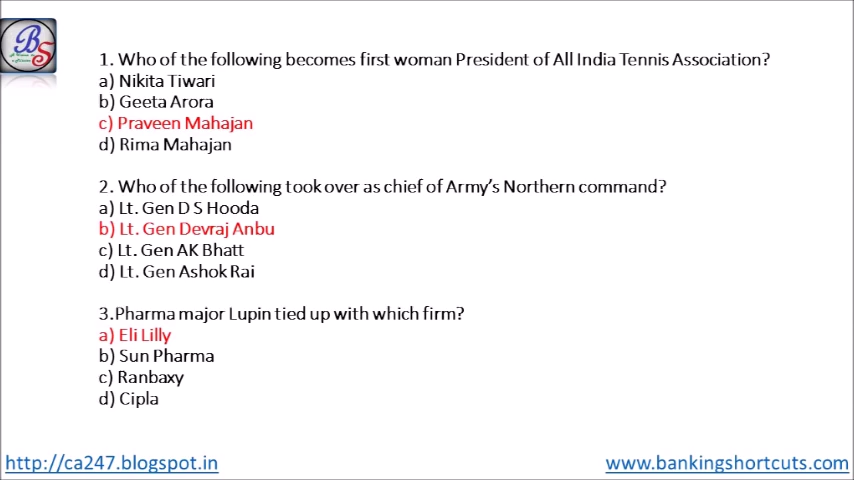 BS
1. Who of the following becomes first woman President of All India Tennis Association?
a) Nikita Tiwari
b) Geeta Arora
c) Praveen Mahajan
d) Rima Mahajan
2. Who of the following took over as chief of Army’s Northern command?
a) Lt. Gen D S Hooda
b) Lt. Gen Devraj Anbu
c) Lt. Gen AK Bhatt
d) Lt. Gen Ashok Rai
3.Pharma major Lupin tied up with which firm?
a) Eli Lilly
b) Sun Pharma
c) Ranbaxy
d) Cipla
http://ca247.blogspot.in
www.bankingshortcuts.com